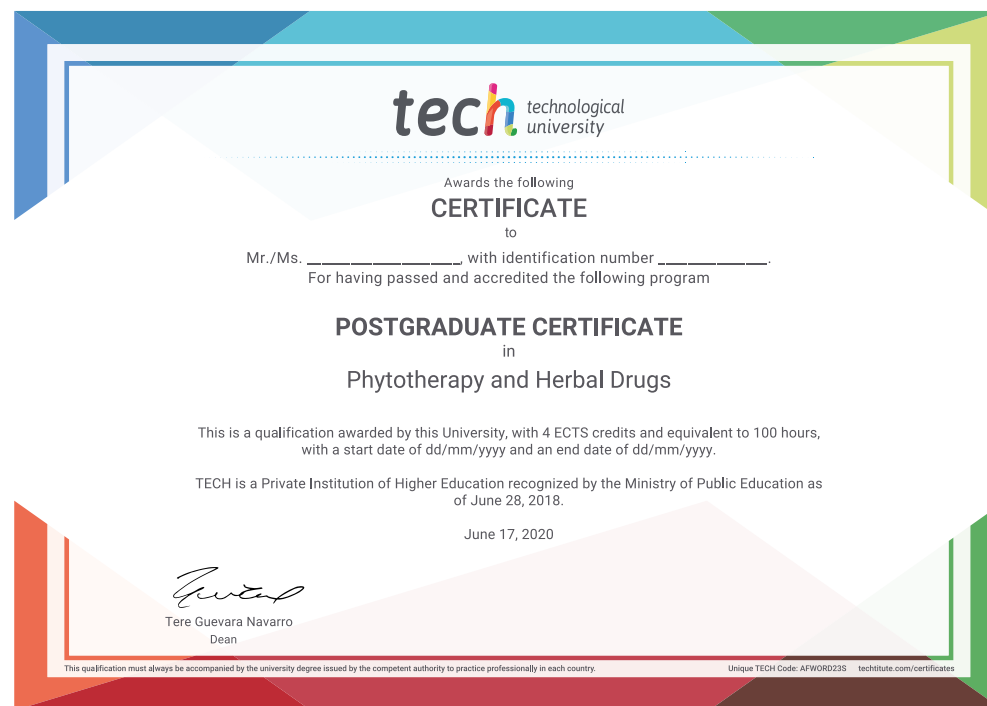 tech technological
university
Awards the following
CERTIFICATE
to
Mr./Ms. ____________________, with identification number ______________.
For having passed and accredited the following program
POSTGRADUATE CERTIFICATE
in
Phytotherapy and Herbal Drugs
This is a qualification awarded by this University, with 4 ECTS credits and equivalent to 100 hours,
with a start date of dd/mm/yyyy and an end date of dd/mm/yyyy.
TECH is a Private Institution of Higher Education recognized by the Ministry of Public Education as
of June 28, 2018.
June 17, 2020
Tere Guevara Navarro
Dean
This qualification must always be accompanied by the university degree issued by the competent authority to practice professionally in each country.
Unique TECH Code: AFWORD23S techtitute.com/certificates